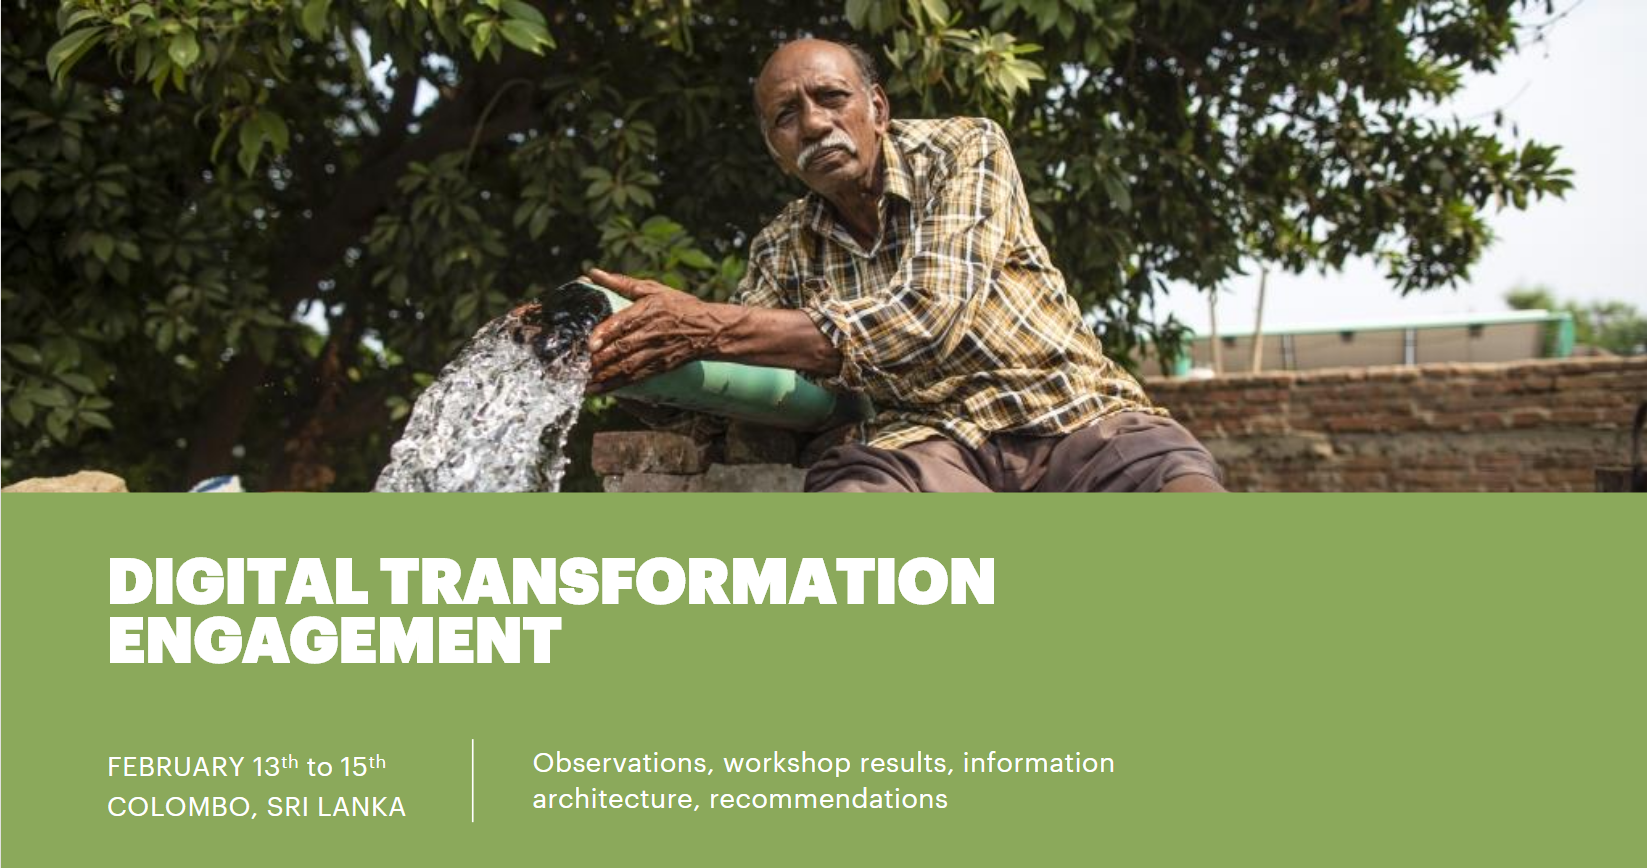 DIGITAL TRANSFORMATION
ENGAGEMENT
FEBRUARY 13th to 15th
COLOMBO, SRI LANKA
Observations, workshop results, information
architecture, recommendations